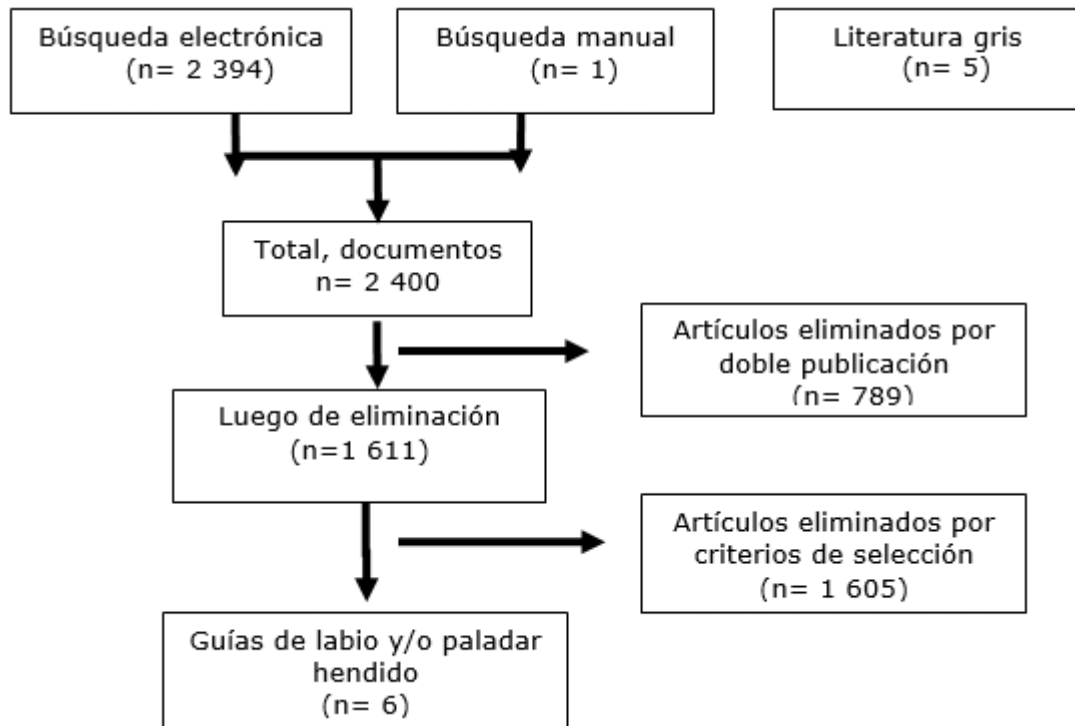 Búsqueda electrónica
(n= 2 394)
Búsqueda manual
(n= 1)
Literatura gris
(n= 5)
Total, documentos
n= 2 400
Artículos eliminados por
doble publicación
(n= 789)
Luego de eliminación
(n=1 611)
Artículos eliminados por
criterios de selección
(n= 1 605)
Guías de labio y/o paladar
hendido
(n= 6)